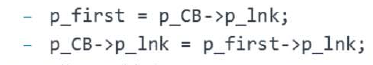 - p_first = p_CB->p_lnk;
- p_CB->p_lnk = p_first->p_lnk;